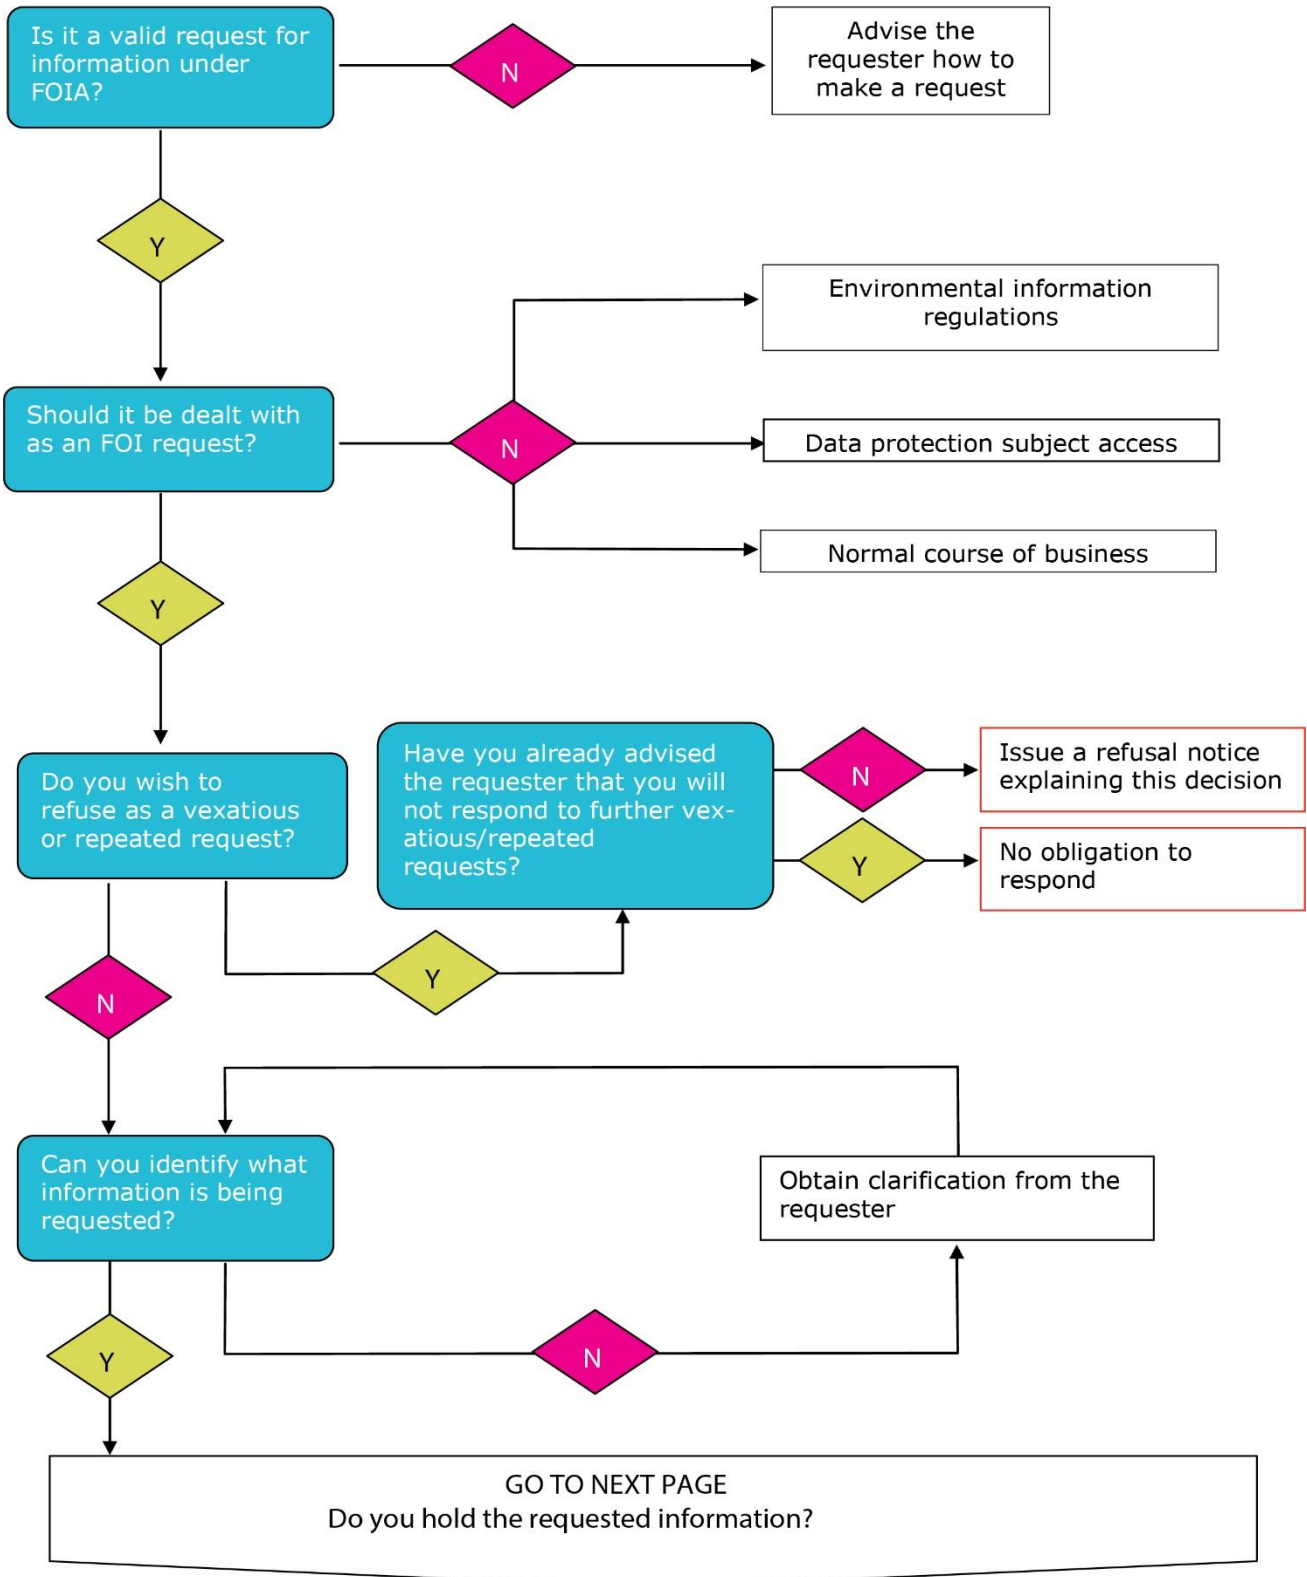 Is it a valid request for
information under
FOIA?
N
Advise the
requester how to
make a request
Y
Environmental information
regulations
Should it be dealt with
as an FOI request?
N
Data protection subject access
Normal course of business
Y
Do you wish to
refuse as a vexatious
or repeated request?
Have you already advised
the requester that you will
not respond to further vex-
atious/repeated
requests?
N
Issue a refusal notice
explaining this decision
Y
No obligation to
respond
Y
N
Can you identify what
information is being
requested?
Obtain clarification from the
requester
Y
N
GO TO NEXT PAGE
Do you hold the requested information?